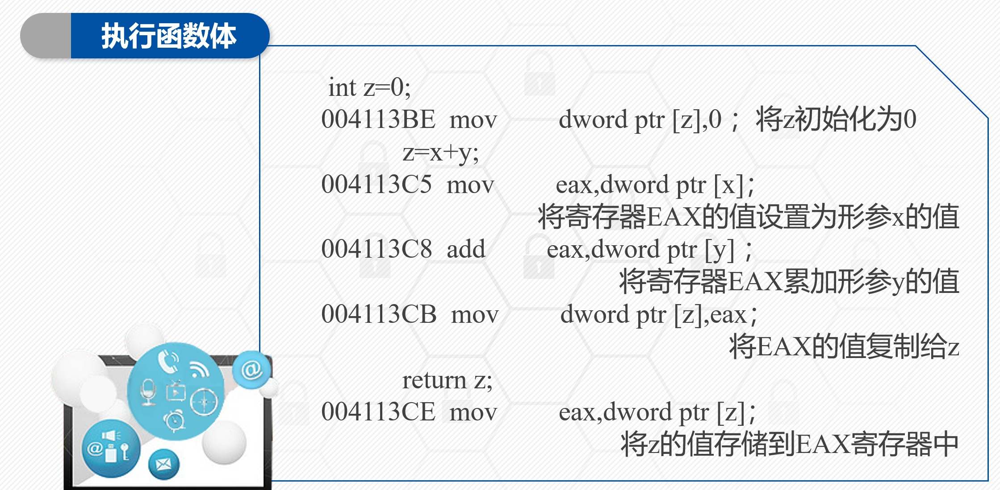 执行函数体
int z=0;
004113BE mov dword ptr [z],0 ； 将z初始化为0
z=x+y;
004113C5 mov eax,dword ptr [x]；
将寄存器EAX的值设置为形参x的值
004113C8 add eax,dword ptr [y] ；
将寄存器EAX累加形参y的值
004113CB mov dword ptr [z],eax；
将EAX的值复制给z
return z;
004113CE mov eax,dword ptr [z]；
将z的值存储到EAX寄存器中